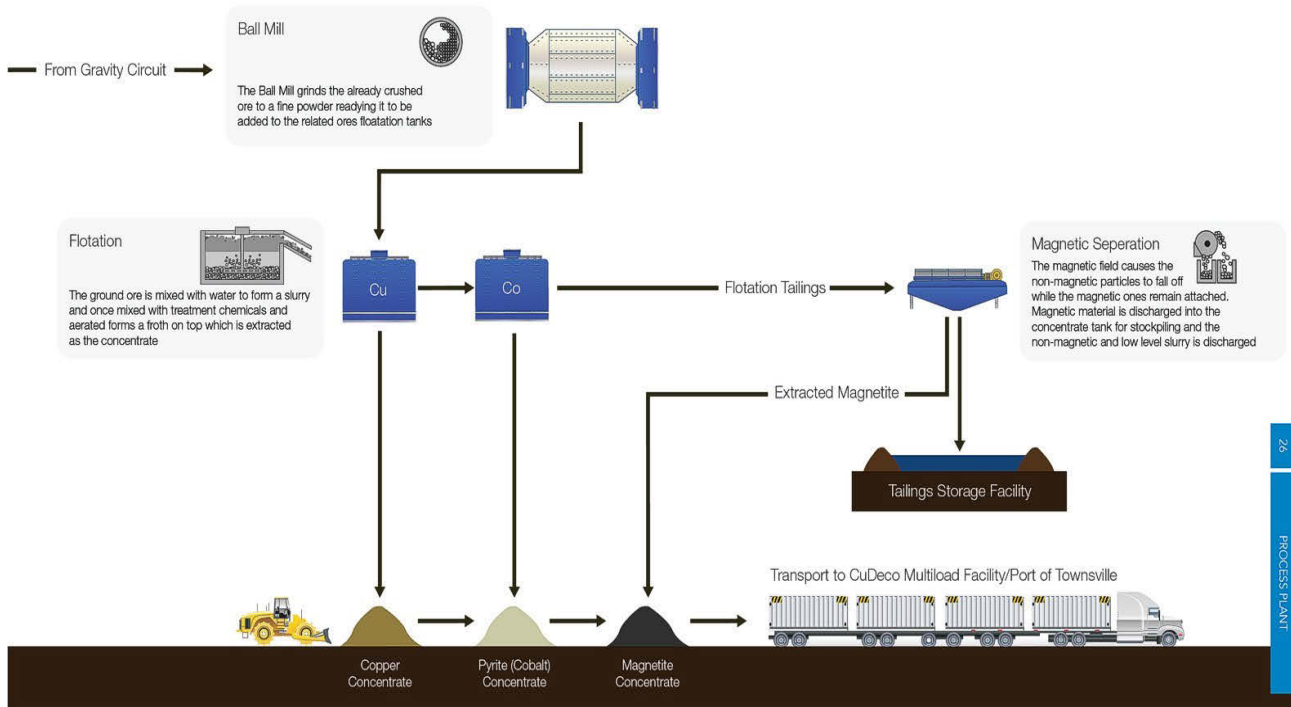 Ball Mill
From Gravity Circuit
The Ball Mill grinds the already crushed
ore to a fine powder readying it to be
added to the related ores floatation tanks
Flotation
The ground ore is mixed with water to form a slurry
and once mixed with treatment chemicals and
aerated forms a froth on top which is extracted
as the concentrate
Cu
Co
Flotation Tailings
Magnetic Seperation
The magnetic field causes the
non-magnetic particles to fall off
while the magnetic ones remain attached.
Magnetic material is discharged into the
concentrate tank for stockpiling and the
non-magnetic and low level slurry is discharged
Extracted Magnetite
Tailings Storage Facility
Transport to CuDeco Multiload Facility/Port of Townsville
Copper
Concentrate
Pyrite (Cobalt)
Concentrate
Magnetite
Concentrate
26
PROCESS PLANT